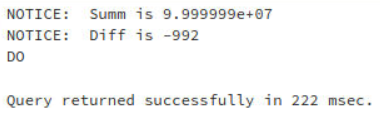 NOTICE:  Summ is 9.999999e+07
NOTICE:  Diff is -992
DO
Query returned successfully in 222 msec.